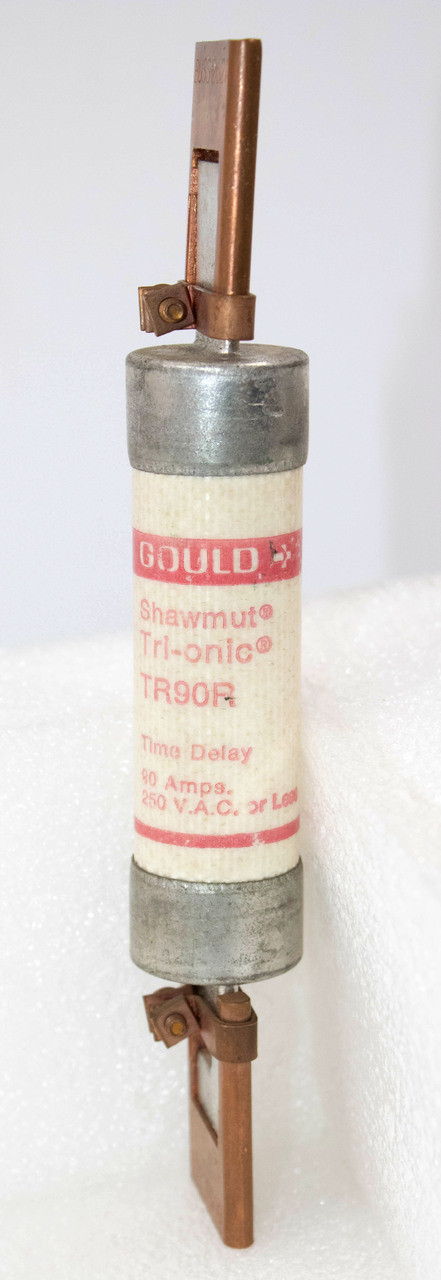 GOULD
Shawmut®
Tri-onic®
TR90R
Time Delay
90 Amps.
250 V.A.C. or Less